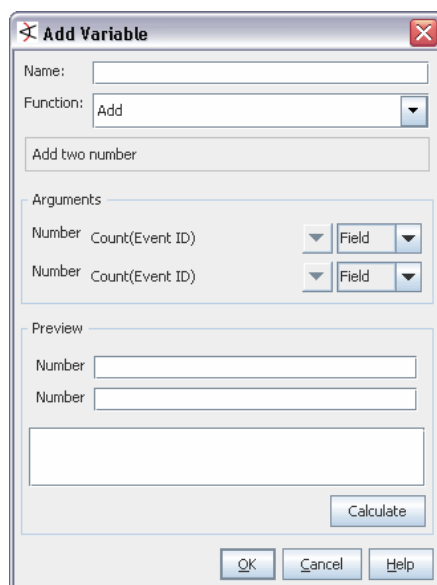 Add Variable
Name:
Function: Add
Add two number
Arguments
Number Count(Event ID) Field
Number Count(Event ID) Field
Preview
Number
Number
Calculate
OK Cancel Help